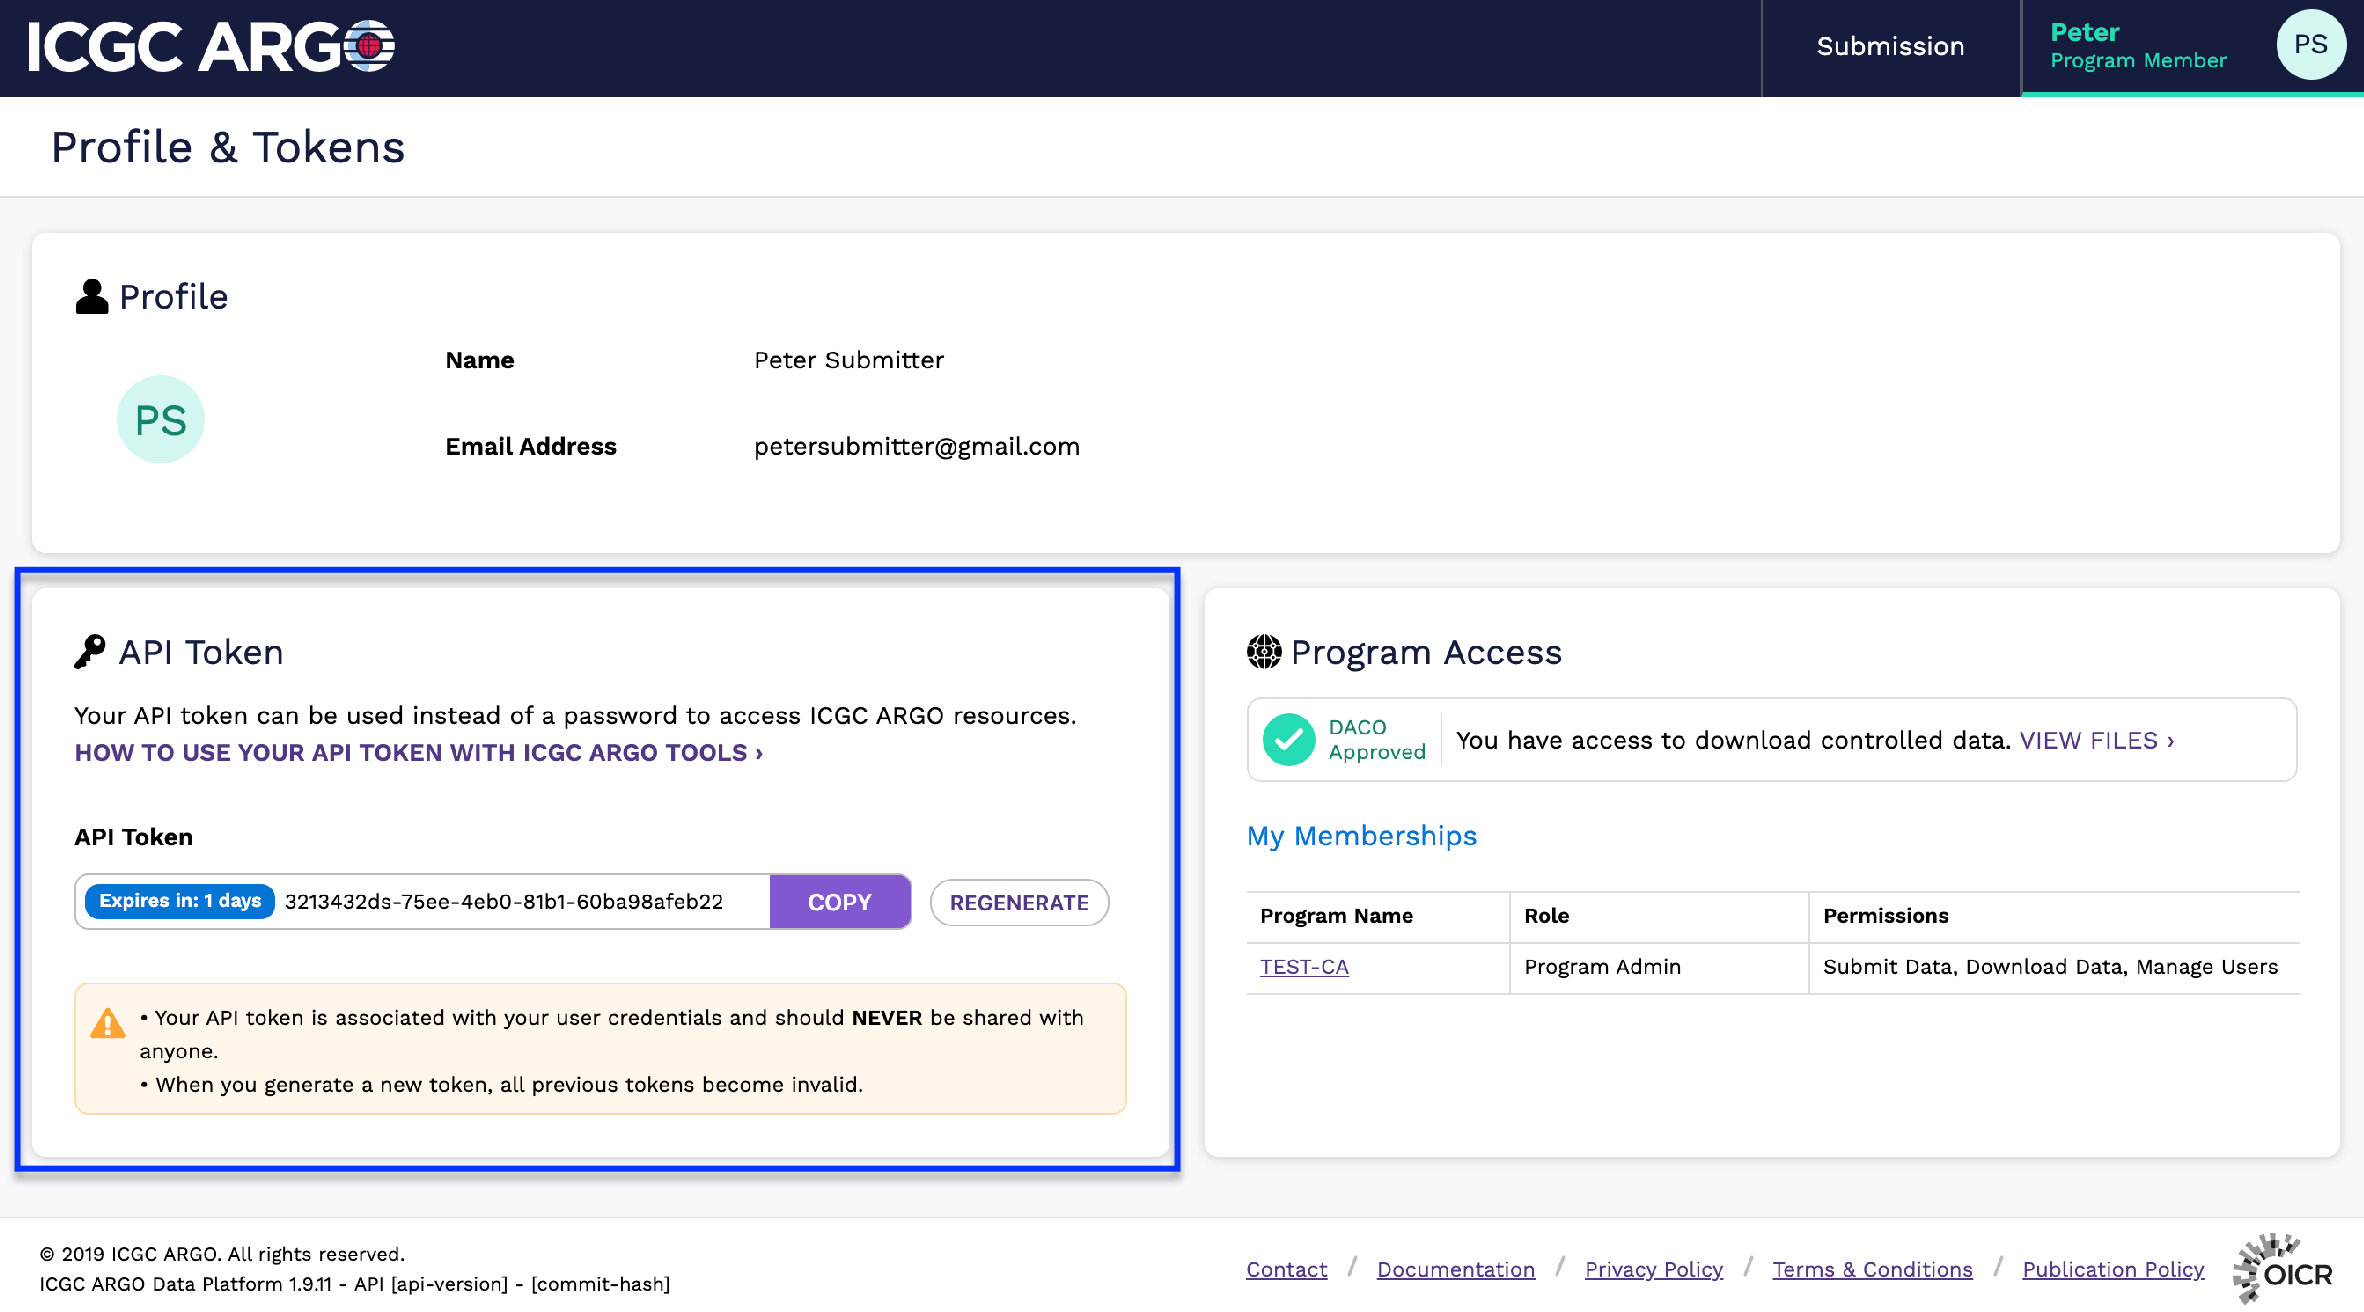 ICGC ARGO
Submission
Peter
Program Member
PS
Profile & Tokens
Profile
PS
Name Peter Submitter
Email Address petersubmitter@gmail.com
API Token
Your API token can be used instead of a password to access ICGC ARGO resources.
HOW TO USE YOUR API TOKEN WITH ICGC ARGO TOOLS ›
API Token
Expires in: 1 days 3213432ds-75ee-4eb0-81b1-60ba98afeb22 COPY REGENERATE
• Your API token is associated with your user credentials and should NEVER be shared with
anyone.
• When you generate a new token, all previous tokens become invalid.
Program Access
DACO
Approved
You have access to download controlled data. VIEW FILES ›
My Memberships
Program Name Role Permissions
TEST-CA Program Admin Submit Data, Download Data, Manage Users
© 2019 ICGC ARGO. All rights reserved.
ICGC ARGO Data Platform 1.9.11 - API [api-version] - [commit-hash]
Contact / Documentation / Privacy Policy / Terms & Conditions / Publication Policy
OICR